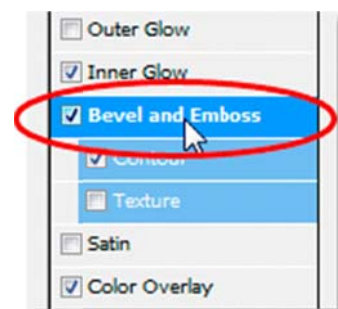 Outer Glow
Inner Glow
Bevel and Emboss
Contour
Texture
Satin
Color Overlay